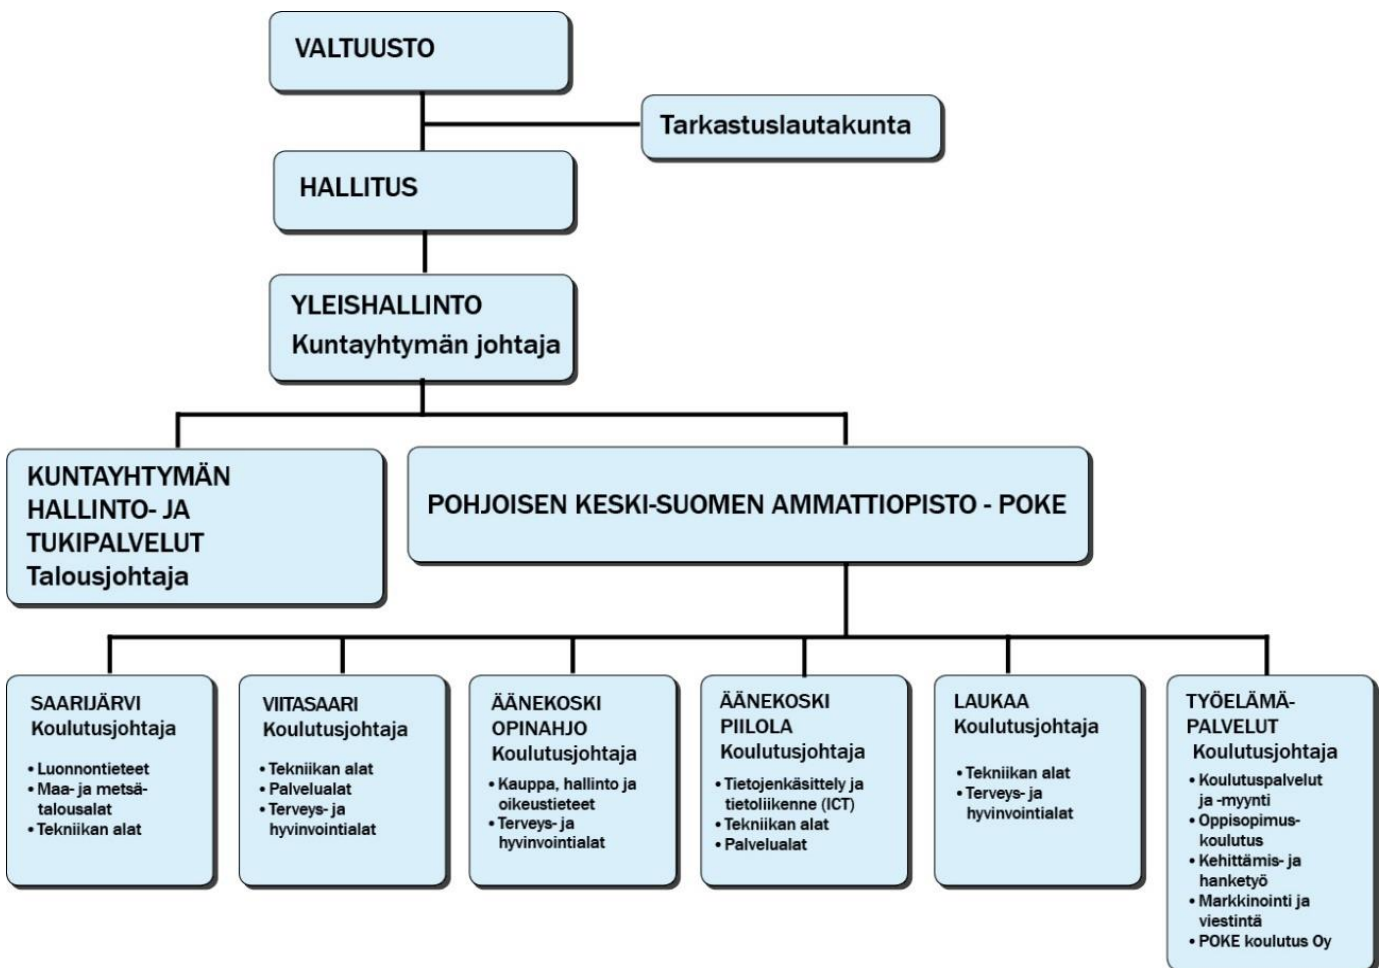 VALTUUSTO
Tarkastuslautakunta
HALLITUS
YLEISHALLINTO
Kuntayhtymän johtaja
KUNTAYHTYMÄN
HALLINTO- JA
TUKIPALVELUT
Talousjohtaja
POHJOISEN KESKI-SUOMEN AMMATTIOPISTO - POKE
SAARIJÄRVI
Koulutusjohtaja
• Luonnontieteet
• Maa- ja metsä-
talousalat
• Tekniikan alat
VIITASAARI
Koulutusjohtaja
• Tekniikan alat
• Palvelualat
• Terveys- ja
hyvinvointialat
ÄÄNEKOSKI
OPINAHJO
Koulutusjohtaja
• Kauppa, hallinto ja
oikeustieteet
• Terveys- ja
hyvinvointialat
ÄÄNEKOSKI
PIILOLA
Koulutusjohtaja
• Tietojenkäsittely ja
tietoliikenne (ICT)
• Tekniikan alat
• Palvelualat
LAUKAA
Koulutusjohtaja
• Tekniikan alat
• Terveys- ja
hyvinvointialat
TYÖELÄMÄ-
PALVELUT
Koulutusjohtaja
• Koulutuspalvelut
ja -myynti
• Oppisopimus-
koulutus
• Kehittämis- ja
hanketyö
• Markkinointi ja
viestintä
• POKE koulutus Oy